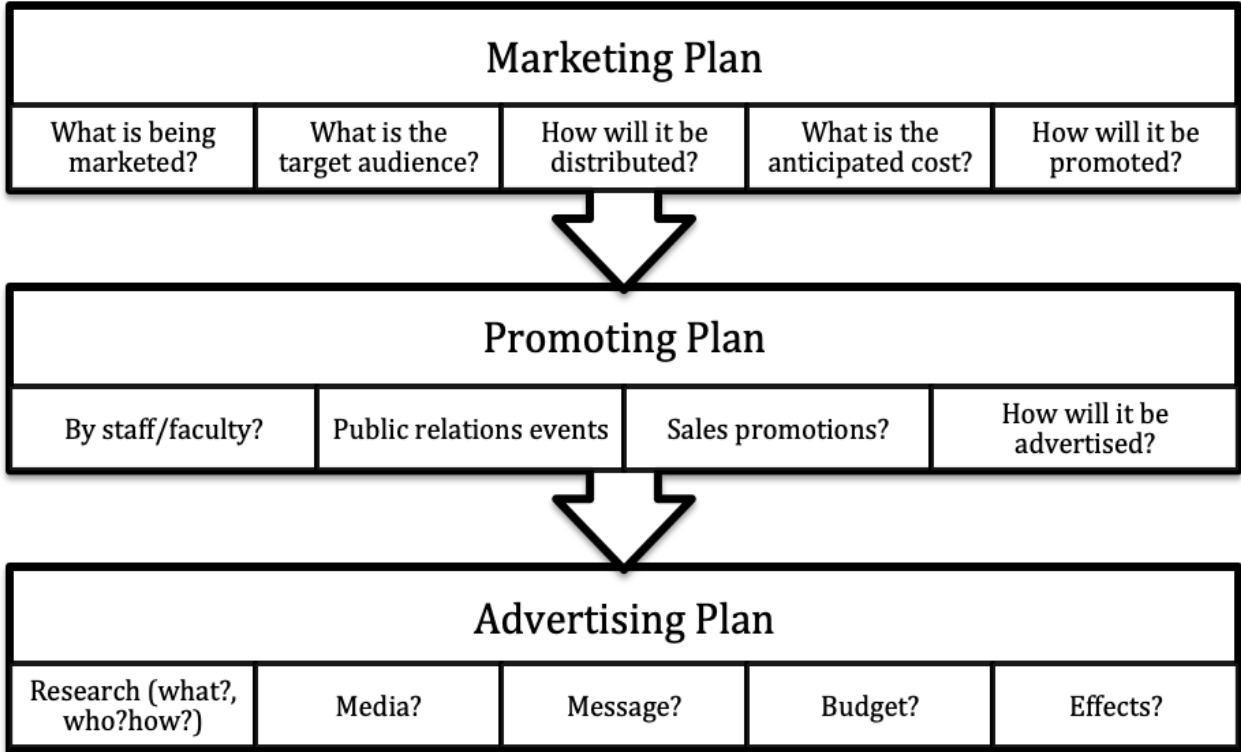 Marketing Plan
What is being
marketed?
What is the
target audience?
How will it be
distributed?
What is the
anticipated cost?
How will it be
promoted?
Promoting Plan
By staff/faculty?
Public relations events
Sales promotions?
How will it be
advertised?
Advertising Plan
Research (what?,
who?how?)
Media?
Message?
Budget?
Effects?